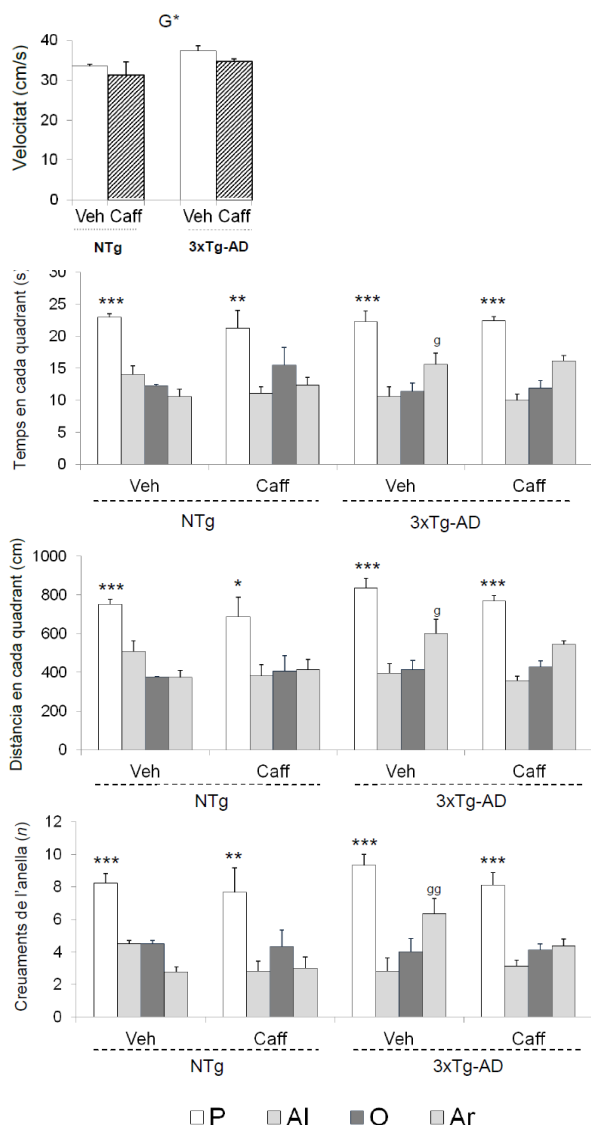 G*
Velocitat (cm/s)
50
40
30
20
10
0
Veh Caff Veh Caff
NTg 3xTg-AD
Temps en cada quadrant (s)
30
25
20
15
10
5
0
*** ** *** g ***
Veh Caff Veh Caff
NTg 3xTg-AD
Distància en cada quadrant (cm)
1000
800
600
400
200
0
*** * *** g ***
Veh Caff Veh Caff
NTg 3xTg-AD
Creuaments de l'anella (n)
12
10
8
6
4
2
0
*** ** *** gg ***
Veh Caff Veh Caff
NTg 3xTg-AD
P Al O Ar